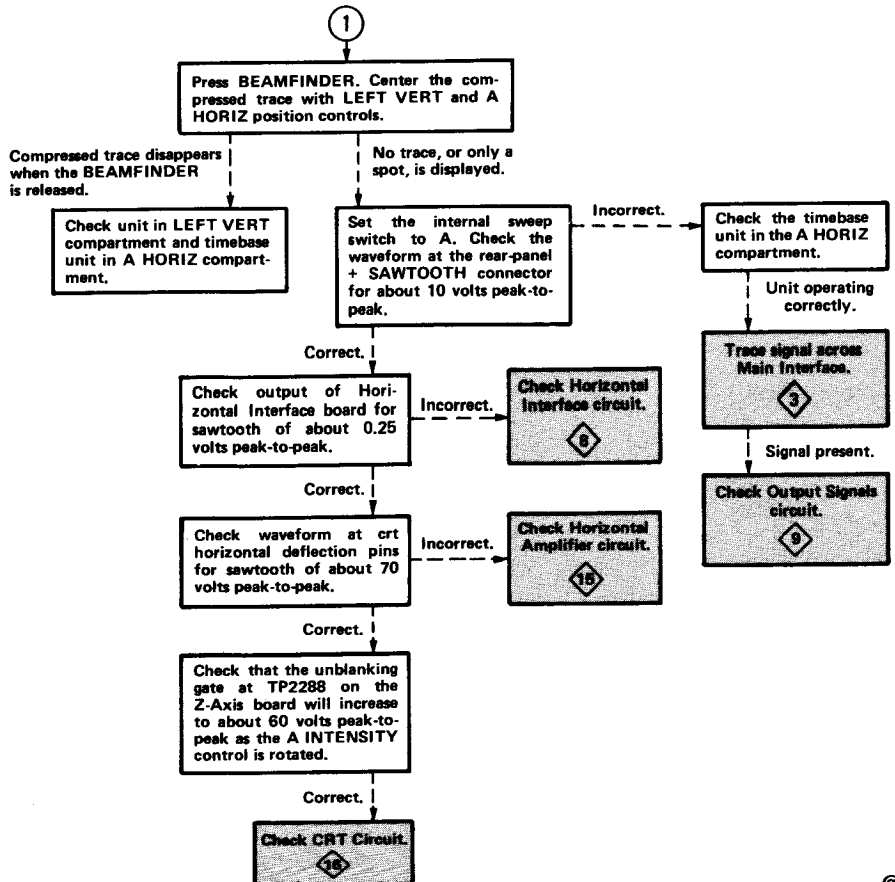 1
Press BEAMFINDER. Center the com-
pressed trace with LEFT VERT and A
HORIZ position controls.
Compressed trace disappears
when the BEAMFINDER
is released.
No trace, or only a
spot, is displayed.
Check unit in LEFT VERT
compartment and timebase
unit in A HORIZ compart-
ment.
Set the internal sweep
switch to A. Check the
waveform at the rear-panel
+ SAWTOOTH connector
for about 10 volts peak-to-
peak.
Incorrect.
Check the timebase
unit in the A HORIZ
compartment.
Unit operating
correctly.
Trace signal across
Main Interface.
3
Signal present.
Check Output Signals
circuit.
9
Correct.
Check output of Hori-
zontal Interface board for
sawtooth of about 0.25
volts peak-to-peak.
Incorrect.
Check Horizontal
Interface circuit.
8
Correct.
Check waveform at crt
horizontal deflection pins
for sawtooth of about 70
volts peak-to-peak.
Incorrect.
Check Horizontal
Amplifier circuit.
15
Correct.
Check that the unblanking
gate at TP2288 on the
Z-Axis board will increase
to about 60 volts peak-to-
peak as the A INTENSITY
control is rotated.
Correct.
Check CRT Circuit.
16